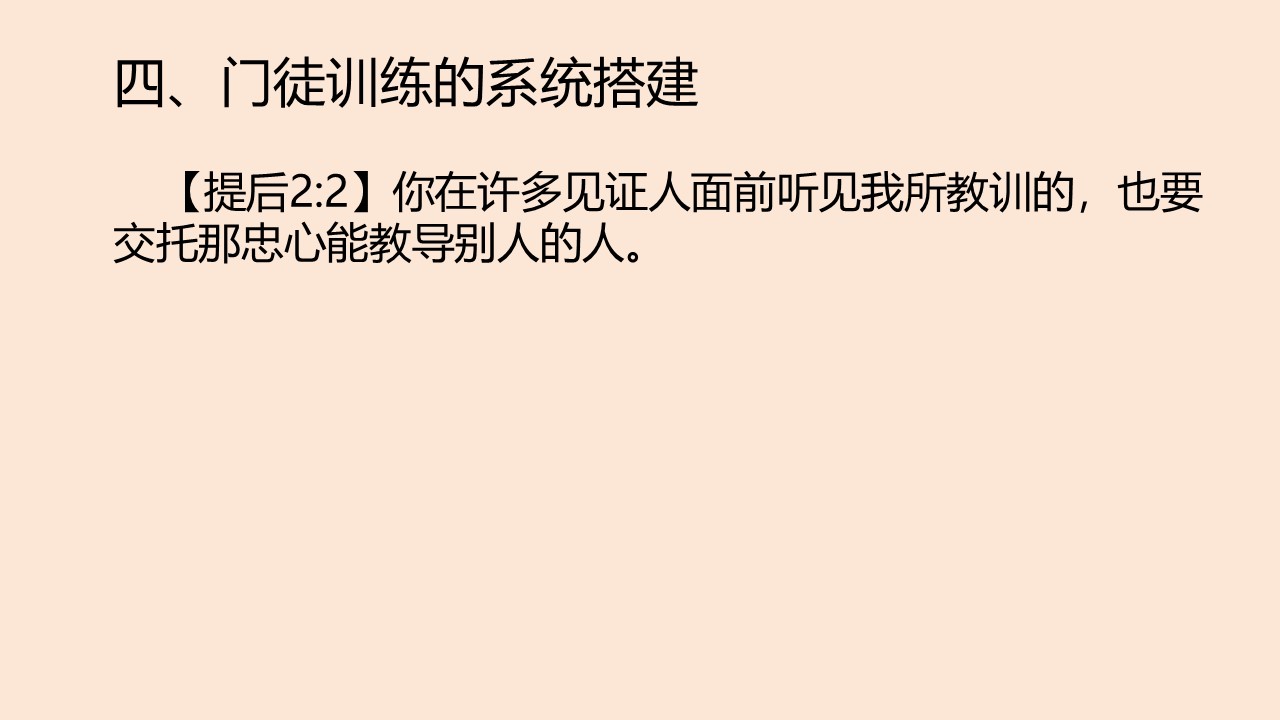 四、门徒训练的系统搭建
【提后2:2】你在许多见证人面前听见我所教训的，也要
交托那忠心能教导别人的人。